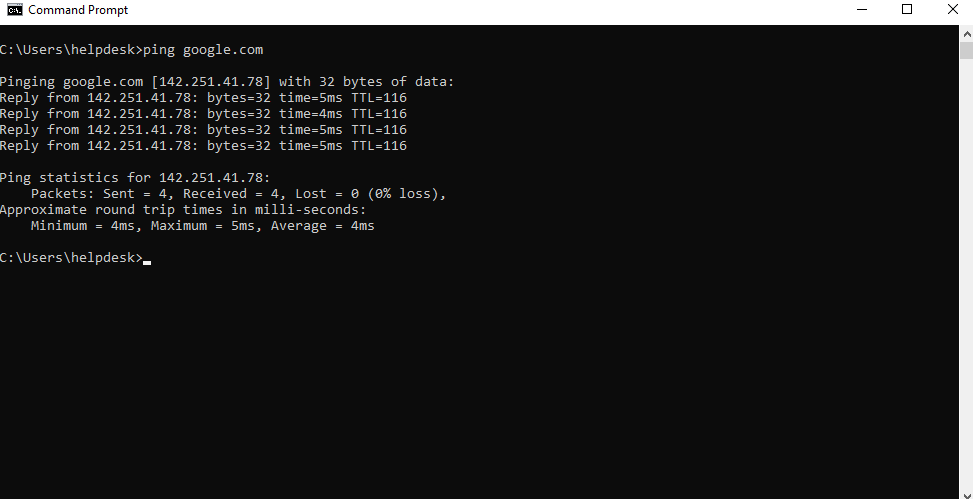 Command Prompt
C:\Users\helpdesk>ping google.com
Pinging google.com [142.251.41.78] with 32 bytes of data:
Reply from 142.251.41.78: bytes=32 time=5ms TTL=116
Reply from 142.251.41.78: bytes=32 time=4ms TTL=116
Reply from 142.251.41.78: bytes=32 time=5ms TTL=116
Reply from 142.251.41.78: bytes=32 time=5ms TTL=116
Ping statistics for 142.251.41.78:
    Packets: Sent = 4, Received = 4, Lost = 0 (0% loss),
Approximate round trip times in milli-seconds:
    Minimum = 4ms, Maximum = 5ms, Average = 4ms
C:\Users\helpdesk>